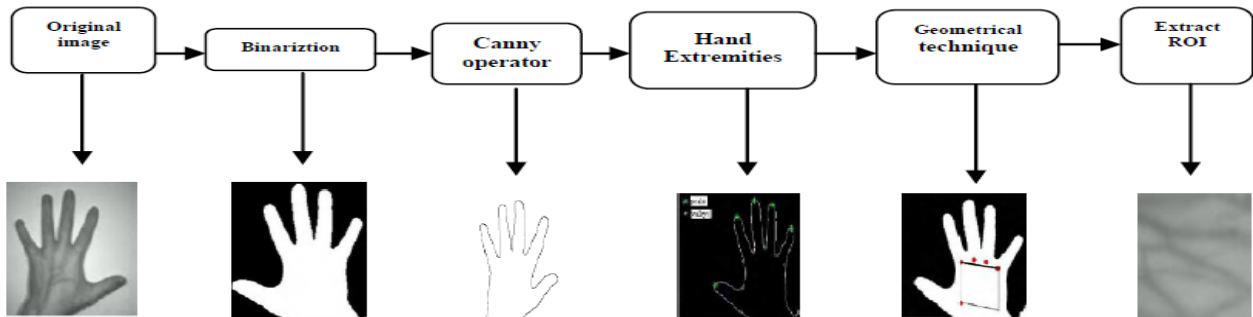 Original
image
Binariztion
Canny
operator
Hand
Extremities
Geometrical
technique
Extract
ROI